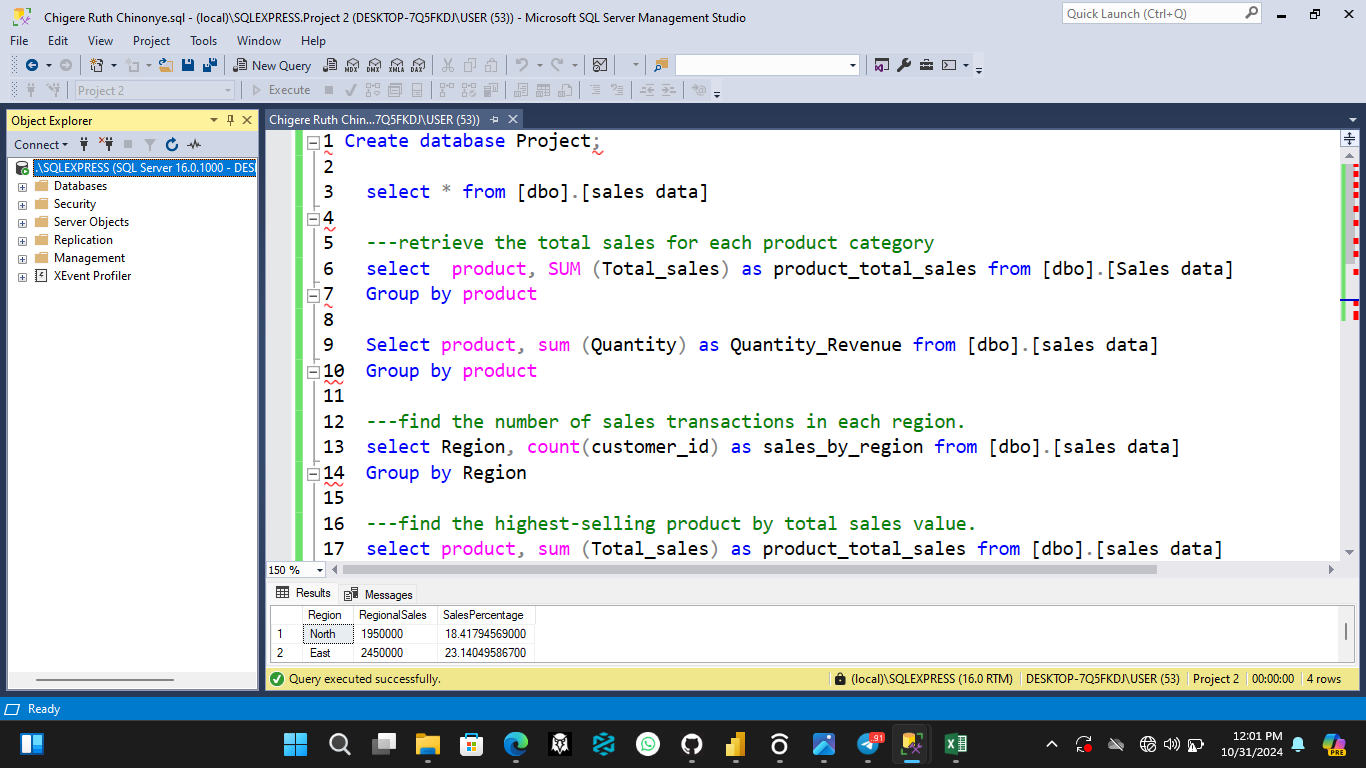 Chigere Ruth Chinonye.sql - (local)\SQLEXPRESS.Project 2 (DESKTOP-7Q5FKDJ\USER (53)) - Microsoft SQL Server Management Studio
Quick Launch (Ctrl+Q)
File Edit View Project Tools Window Help
New Query
MDX DMX XMLA DAX
Project 2
Execute
Object Explorer
Connect
.\SQLEXPRESS (SQL Server 16.0.1000 - DES
Databases
Security
Server Objects
Replication
Management
XEvent Profiler
Chigere Ruth Chin...7Q5FKDJ\USER (53))
1 Create database Project;
2
3 select * from [dbo].[sales data]
4
5 ---retrieve the total sales for each product category
6 select product, SUM (Total_sales) as product_total_sales from [dbo].[Sales data]
7 Group by product
8
9 Select product, sum (Quantity) as Quantity_Revenue from [dbo].[sales data]
10 Group by product
11
12 ---find the number of sales transactions in each region.
13 select Region, count(customer_id) as sales_by_region from [dbo].[sales data]
14 Group by Region
15
16 ---find the highest-selling product by total sales value.
17 select product, sum (Total_sales) as product_total_sales from [dbo].[sales data]
150 %
Results Messages
Region RegionalSales SalesPercentage
1 North 1950000 18.41794569000
2 East 2450000 23.14049586700
Query executed successfully.
(local)\SQLEXPRESS (16.0 RTM) DESKTOP-7Q5FKDJ\USER (53) Project 2 00:00:00 4 rows
Ready
91
12:01 PM
10/31/2024
PRE